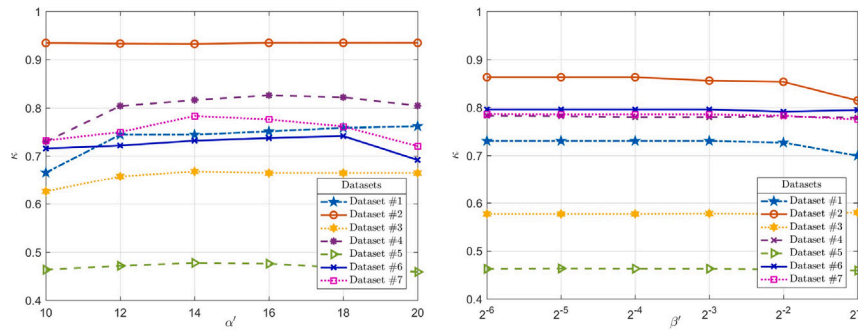 1
0.9
0.8
0.7
0.6
0.5
0.4
κ
10
12
14
16
18
20
α′
Datasets
Dataset #1
Dataset #2
Dataset #3
Dataset #4
Dataset #5
Dataset #6
Dataset #7
1
0.9
0.8
0.7
0.6
0.5
0.4
κ
2-6
2-5
2-4
2-3
2-2
β′
Datasets
Dataset #1
Dataset #2
Dataset #3
Dataset #4
Dataset #5
Dataset #6
Dataset #7